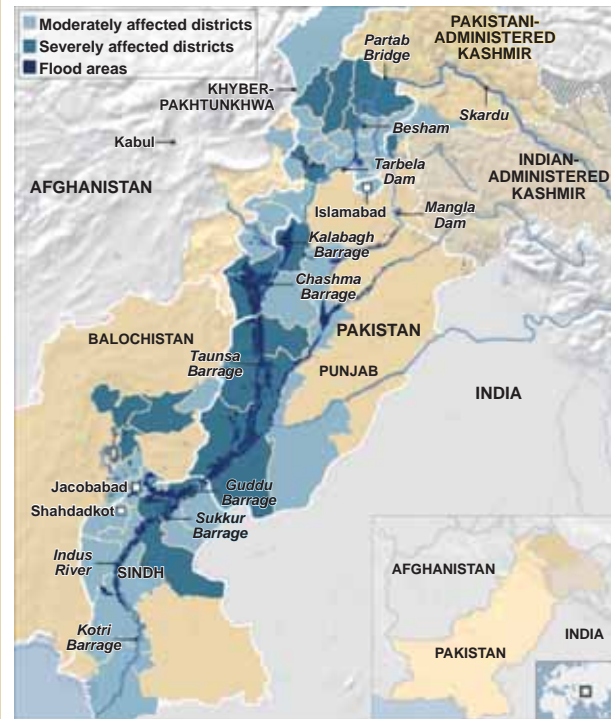 Moderately affected districts
Severely affected districts
Flood areas
PAKISTANI-
ADMINISTERED
KASHMIR
Partab
Bridge
KHYBER-
PAKHTUNKHWA
Skardu
Besham
Kabul
Tarbela
Dam
INDIAN-
ADMINISTERED
KASHMIR
AFGHANISTAN
Islamabad
Mangla
Dam
Kalabagh
Barrage
Chashma
Barrage
BALOCHISTAN
PAKISTAN
Taunsa
Barrage
PUNJAB
INDIA
Jacobabad
Guddu
Barrage
Shahdadkot
Sukkur
Barrage
Indus
River
SINDH
Kotri
Barrage
AFGHANISTAN
INDIA
PAKISTAN